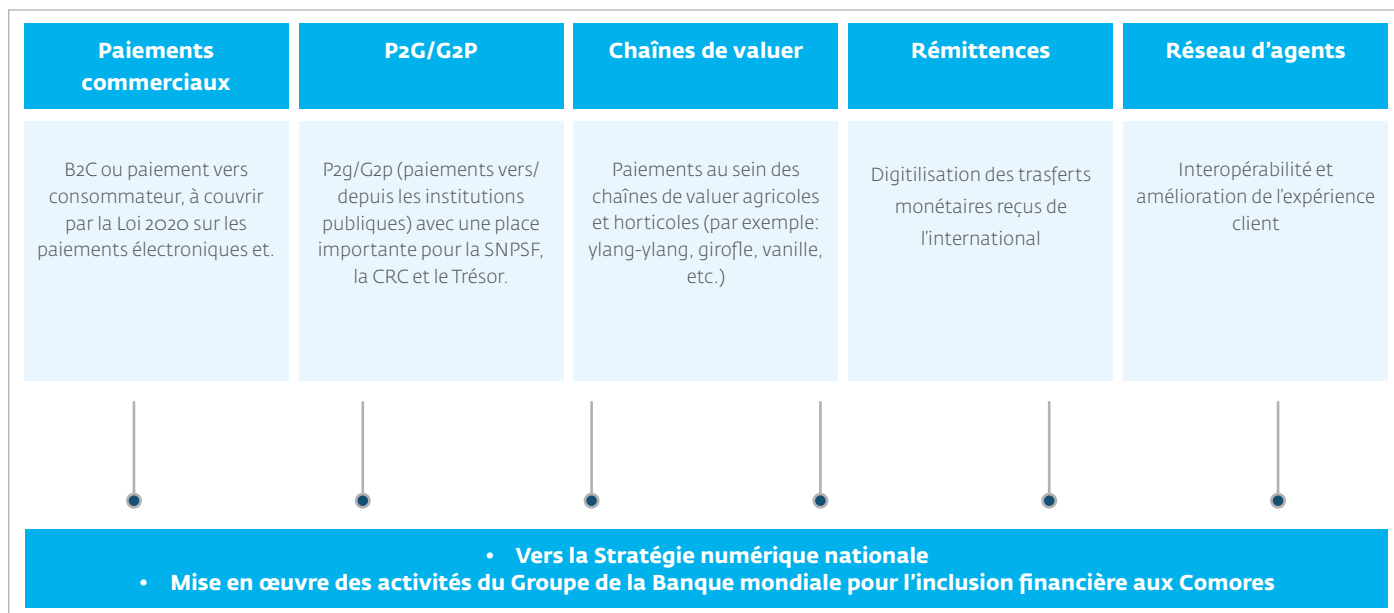 Paiements
commerciaux
P2G/G2P
Chaînes de valuer
Rémittences
Réseau d'agents
B2C ou paiement vers
consommateur, à couvrir
par la Loi 2020 sur les
paiements électroniques et.
P2g/G2p (paiements vers/
depuis les institutions
publiques) avec une place
importante pour la SNPSF,
la CRC et le Trésor.
Paiements au sein des
chaînes de valuer agricoles
et horticoles (par exemple:
ylang-ylang, girofle, vanille,
etc.)
Digitilisation des trasferts
monétaires reçus de
l'international
Interopérabilité et
amélioration de l'expérience
client
• Vers la Stratégie numérique nationale
• Mise en œuvre des activités du Groupe de la Banque mondiale pour l'inclusion financière aux Comores